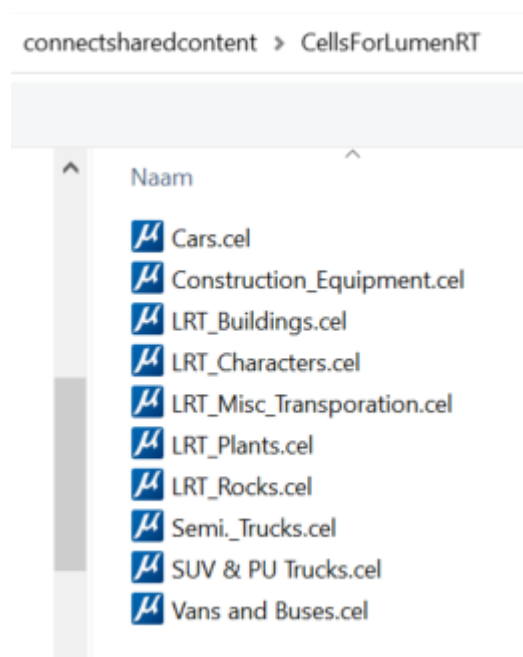 connectsharedcontent > CellsForLumenRT
Naam
Cars.cel
Construction_Equipment.cel
LRT_Buildings.cel
LRT_Characters.cel
LRT_Misc_Transporation.cel
LRT_Plants.cel
LRT_Rocks.cel
Semi._Trucks.cel
SUV & PU Trucks.cel
Vans and Buses.cel